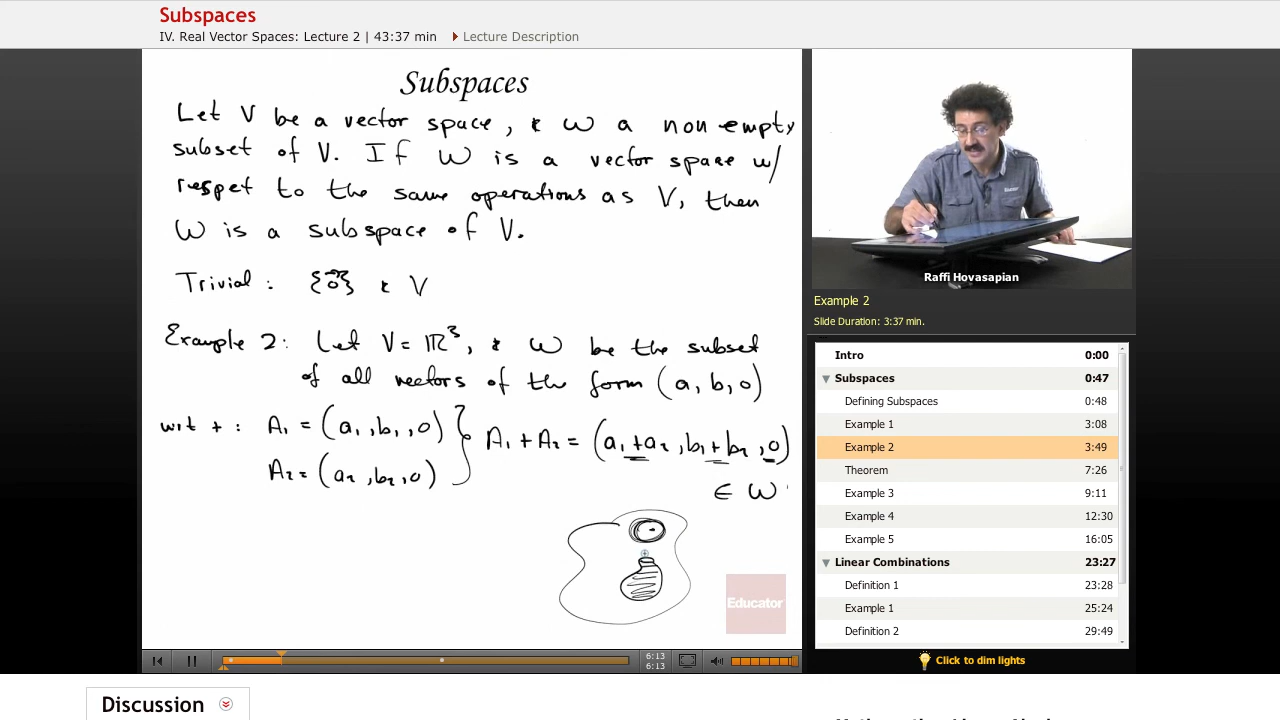 Subspaces
IV. Real Vector Spaces: Lecture 2 | 43:37 min
Lecture Description
Subspaces
Let V be a vector space, & W a non empty
subset of V. If W is a vector space w/
respet to the same operations as V, then
W is a subspace of V.
Trivial: {0⃗} & V
Example 2: Let V = ℝ³, & W be the subset
of all vectors of the form (a, b, 0)
wrt +: A₁ = (a₁, b₁, 0)
A₂ = (a₂, b₂, 0)
A₁ + A₂ = (a₁+a₂, b₁+b₂, 0)
∈ W
Educator
6:13
6:13
Raffi Hovasapian
Example 2
Slide Duration: 3:37 min.
Intro 0:00
Subspaces 0:47
Defining Subspaces 0:48
Example 1 3:08
Example 2 3:49
Theorem 7:26
Example 3 9:11
Example 4 12:30
Example 5 16:05
Linear Combinations 23:27
Definition 1 23:28
Example 1 25:24
Definition 2 29:49
Click to dim lights
Discussion